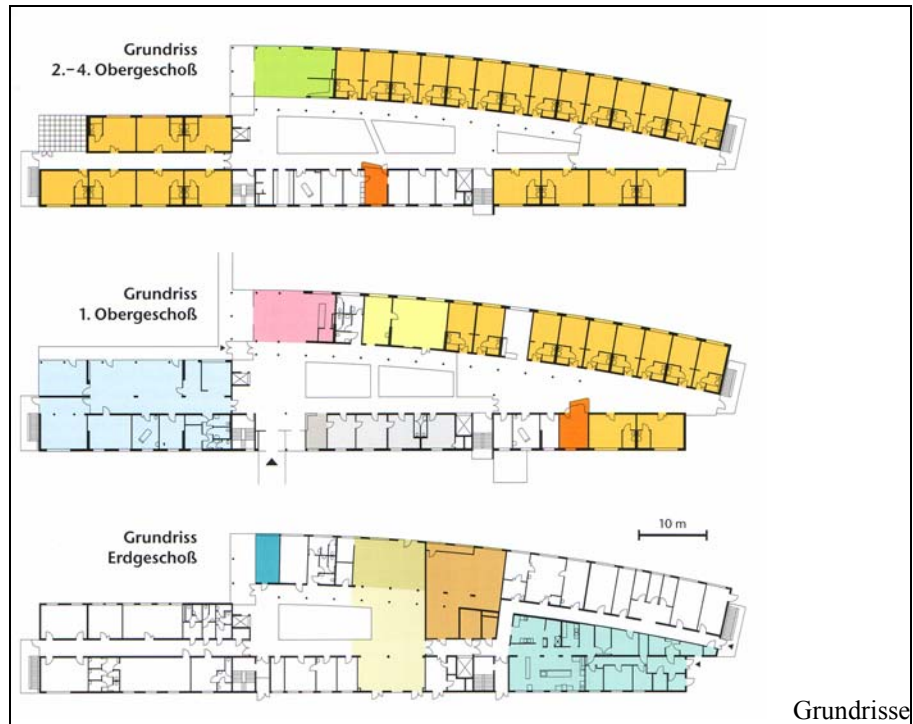 Grundriss
2.–4. Obergeschoß
Grundriss
1. Obergeschoß
10 m
Grundriss
Erdgeschoß
Grundrisse